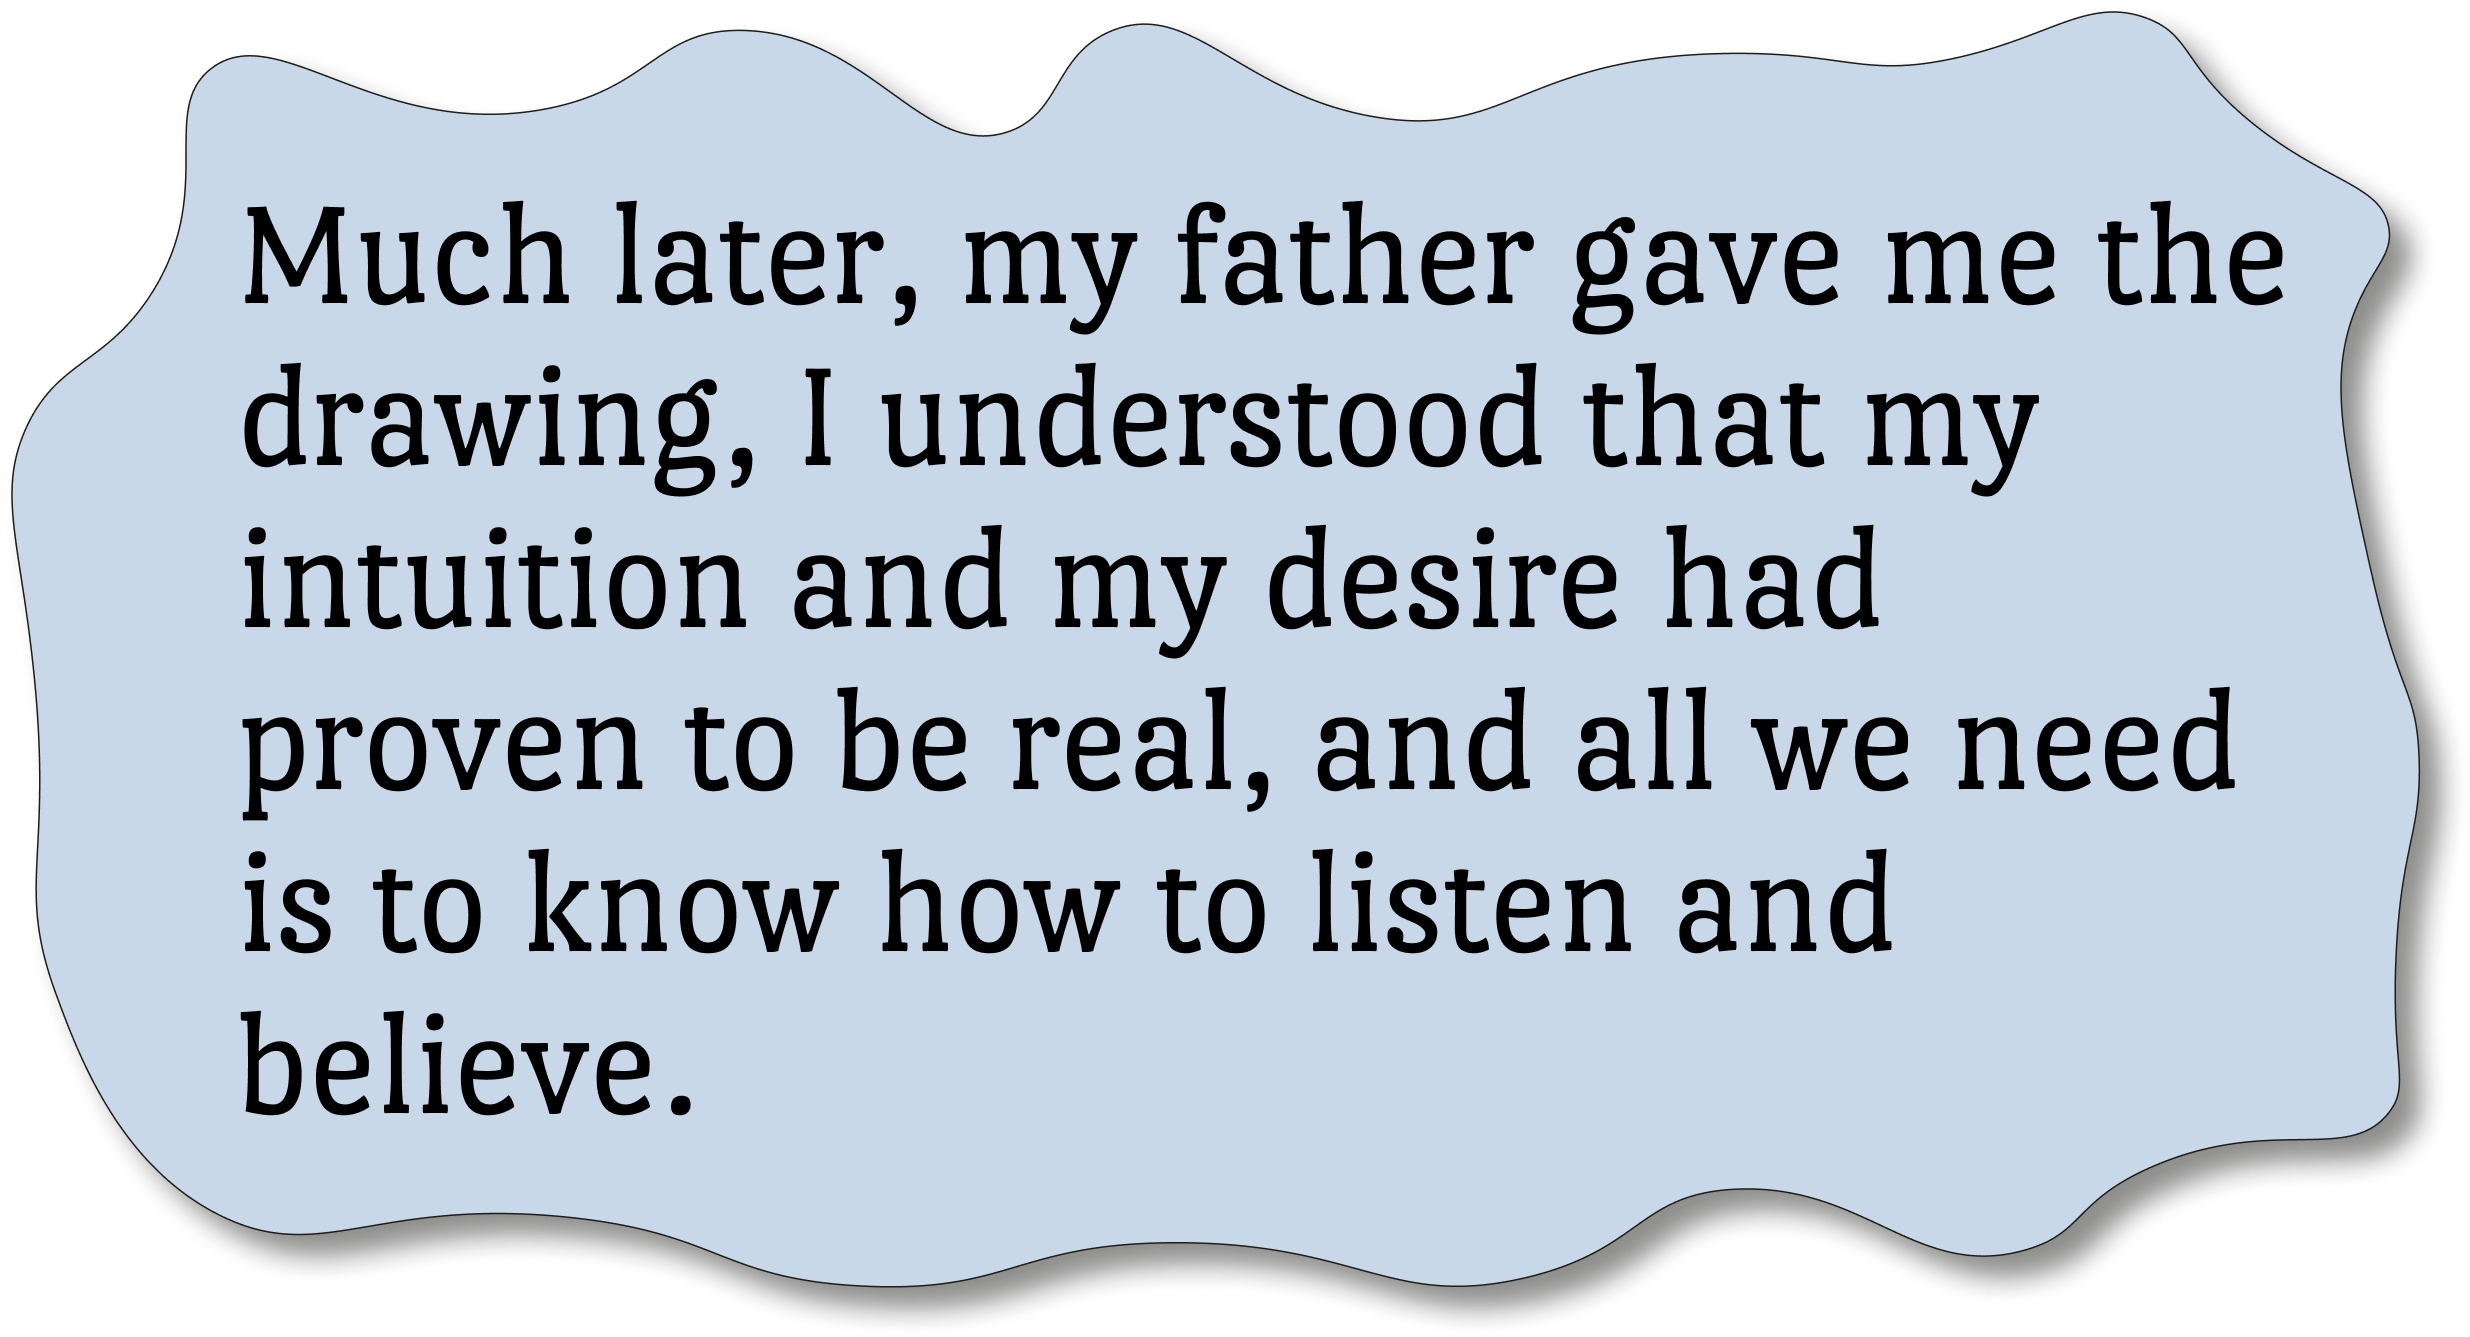 Much later, my father gave me the
drawing, I understood that my
intuition and my desire had
proven to be real, and all we need
is to know how to listen and
believe.